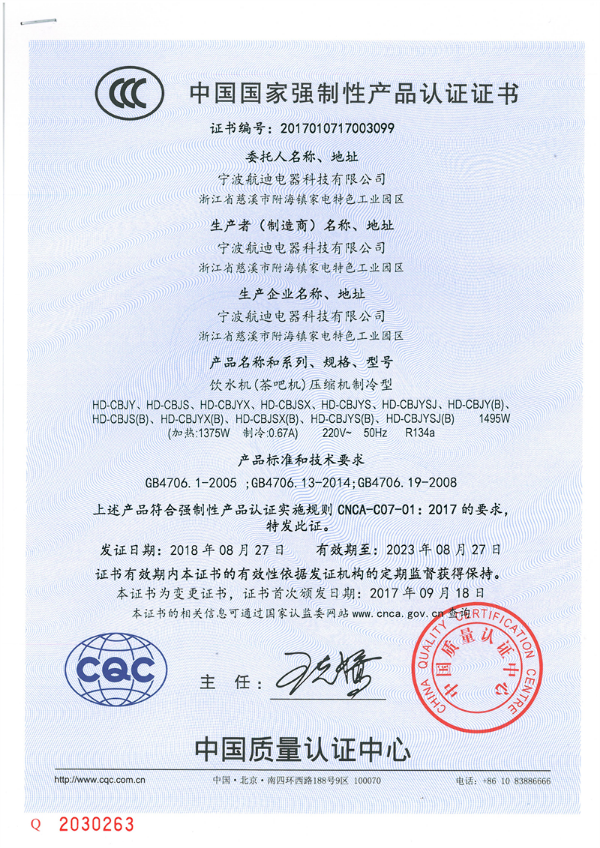 中国国家强制性产品认证证书
证书编号：2017010717003099
委托人名称、地址
宁波航迪电器科技有限公司
浙江省慈溪市附海镇家电特色工业园区
生产者（制造商）名称、地址
宁波航迪电器科技有限公司
浙江省慈溪市附海镇家电特色工业园区
生产企业名称、地址
宁波航迪电器科技有限公司
浙江省慈溪市附海镇家电特色工业园区
产品名称和系列、规格、型号
饮水机(茶吧机)压缩机制冷型
HD-CBJY、HD-CBJS、HD-CBJYX、HD-CBJSX、HD-CBJYS、HD-CBJYSJ、HD-CBJY(B)、
HD-CBJS(B)、HD-CBJYX(B)、HD-CBJSX(B)、HD-CBJYS(B)、HD-CBJYSJ(B) 1495W
(加热:1375W 制冷:0.67A) 220V~ 50Hz R134a
产品标准和技术要求
GB4706.1-2005 ;GB4706.13-2014;GB4706.19-2008
上述产品符合强制性产品认证实施规则 CNCA-C07-01：2017 的要求，
特发此证。
发证日期：2018 年 08 月 27 日 有效期至：2023 年 08 月 27 日
证书有效期内本证书的有效性依据发证机构的定期监督获得保持。
本证书为变更证书，证书首次颁发日期：2017 年 09 月 18 日
本证书的相关信息可通过国家认监委网站 www.cnca.gov.cn 查询
CQC
主 任：
CHINA QUALITY CERTIFICATION CENTRE
中国质量认证中心
中国质量认证中心
http://www.cqc.com.cn 中国·北京·南四环西路188号9区 100070 电话：+86 10 83886666
Q 2030263